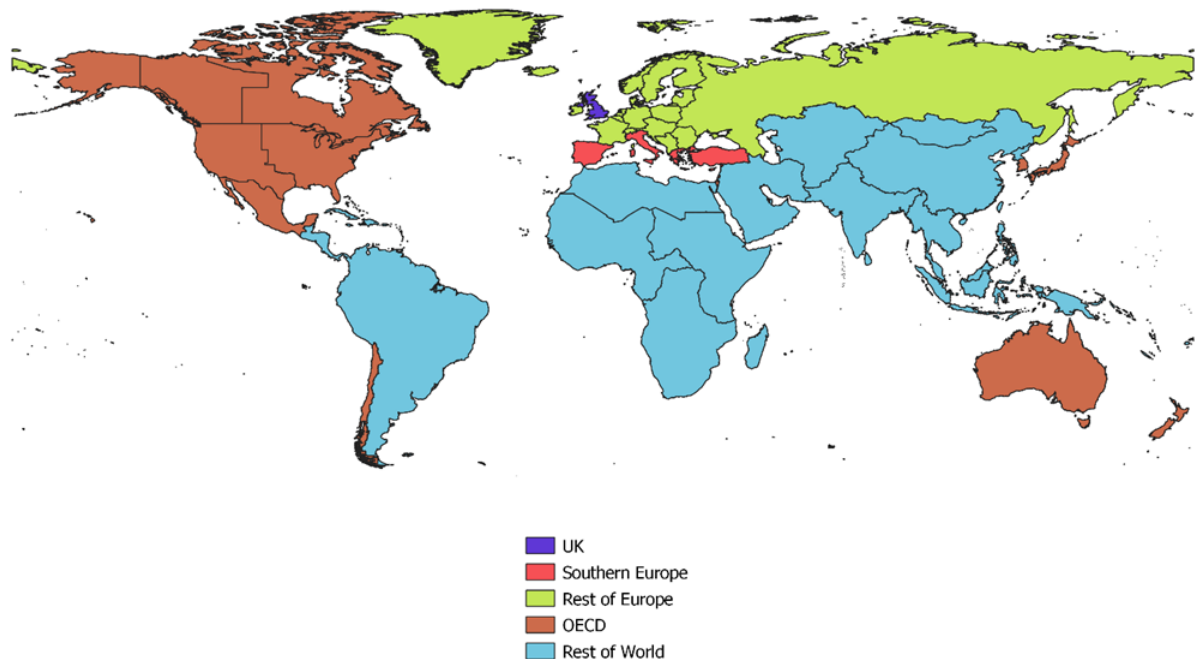 UK
Southern Europe
Rest of Europe
OECD
Rest of World